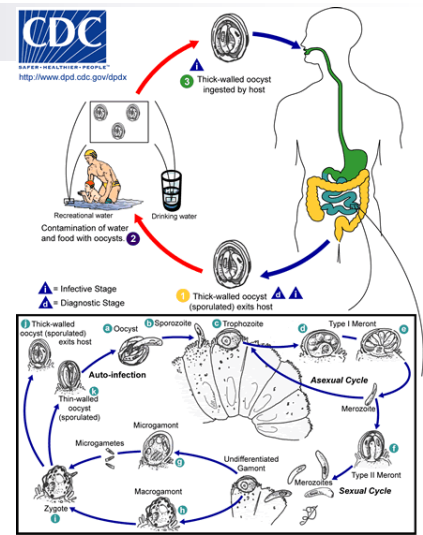 CDC
SAFER·HEALTHIER·PEOPLE™
http://www.dpd.cdc.gov/dpdx
i
3 Thick-walled oocyst
ingested by host
Recreational water
Drinking water
Contamination of water
and food with oocysts. 2
i = Infective Stage
d = Diagnostic Stage
1 Thick-walled oocyst d i
(sporulated) exits host
j Thick-walled
oocyst (sporulated)
exits host
a Oocyst
b Sporozoite
c Trophozoite
d
Type I Meront
e
Auto-infection
Asexual Cycle
k
Thin-walled
oocyst
(sporulated)
Merozoite
f
Type II Meront
Microgametes
Microgamont
g
Undifferentiated
Gamont
Merozoites
Sexual Cycle
Macrogamont
h
Zygote
i